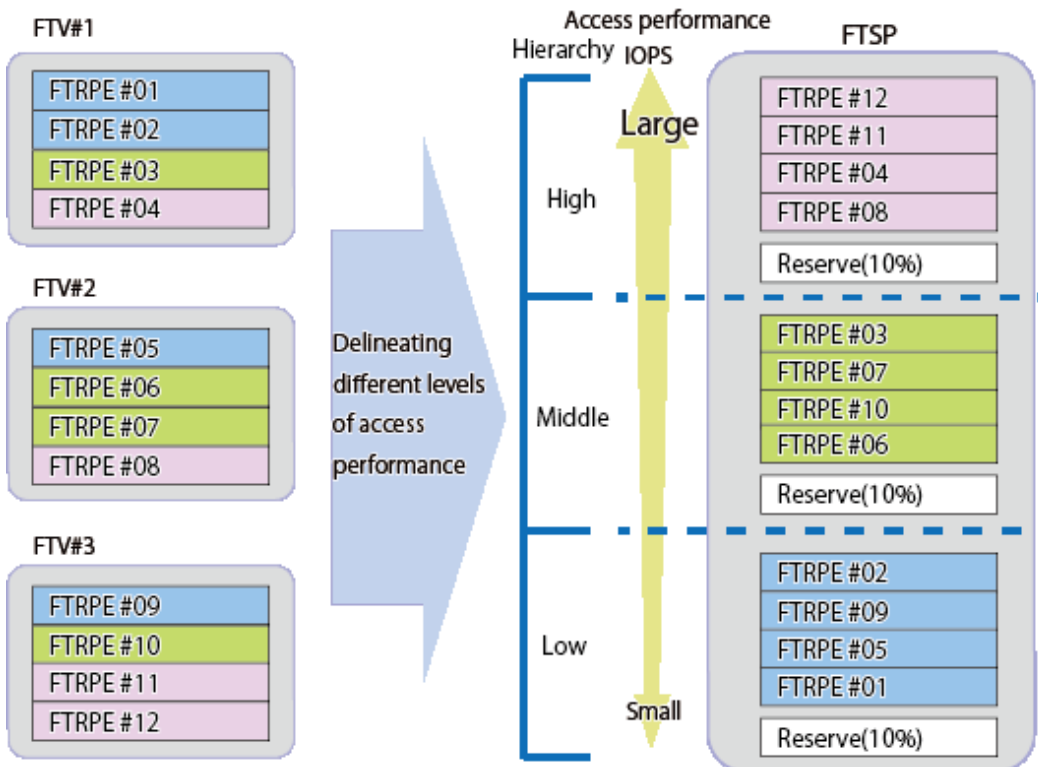 FTV#1
FTRPE #01
FTRPE #02
FTRPE #03
FTRPE #04
FTV#2
FTRPE #05
FTRPE #06
FTRPE #07
FTRPE #08
FTV#3
FTRPE #09
FTRPE #10
FTRPE #11
FTRPE #12
Delineating
different levels
of access
performance
Access performance
Hierarchy
IOPS
Large
High
Middle
Low
Small
FTSP
FTRPE #12
FTRPE #11
FTRPE #04
FTRPE #08
Reserve(10%)
FTRPE #03
FTRPE #07
FTRPE #10
FTRPE #06
Reserve(10%)
FTRPE #02
FTRPE #09
FTRPE #05
FTRPE #01
Reserve(10%)